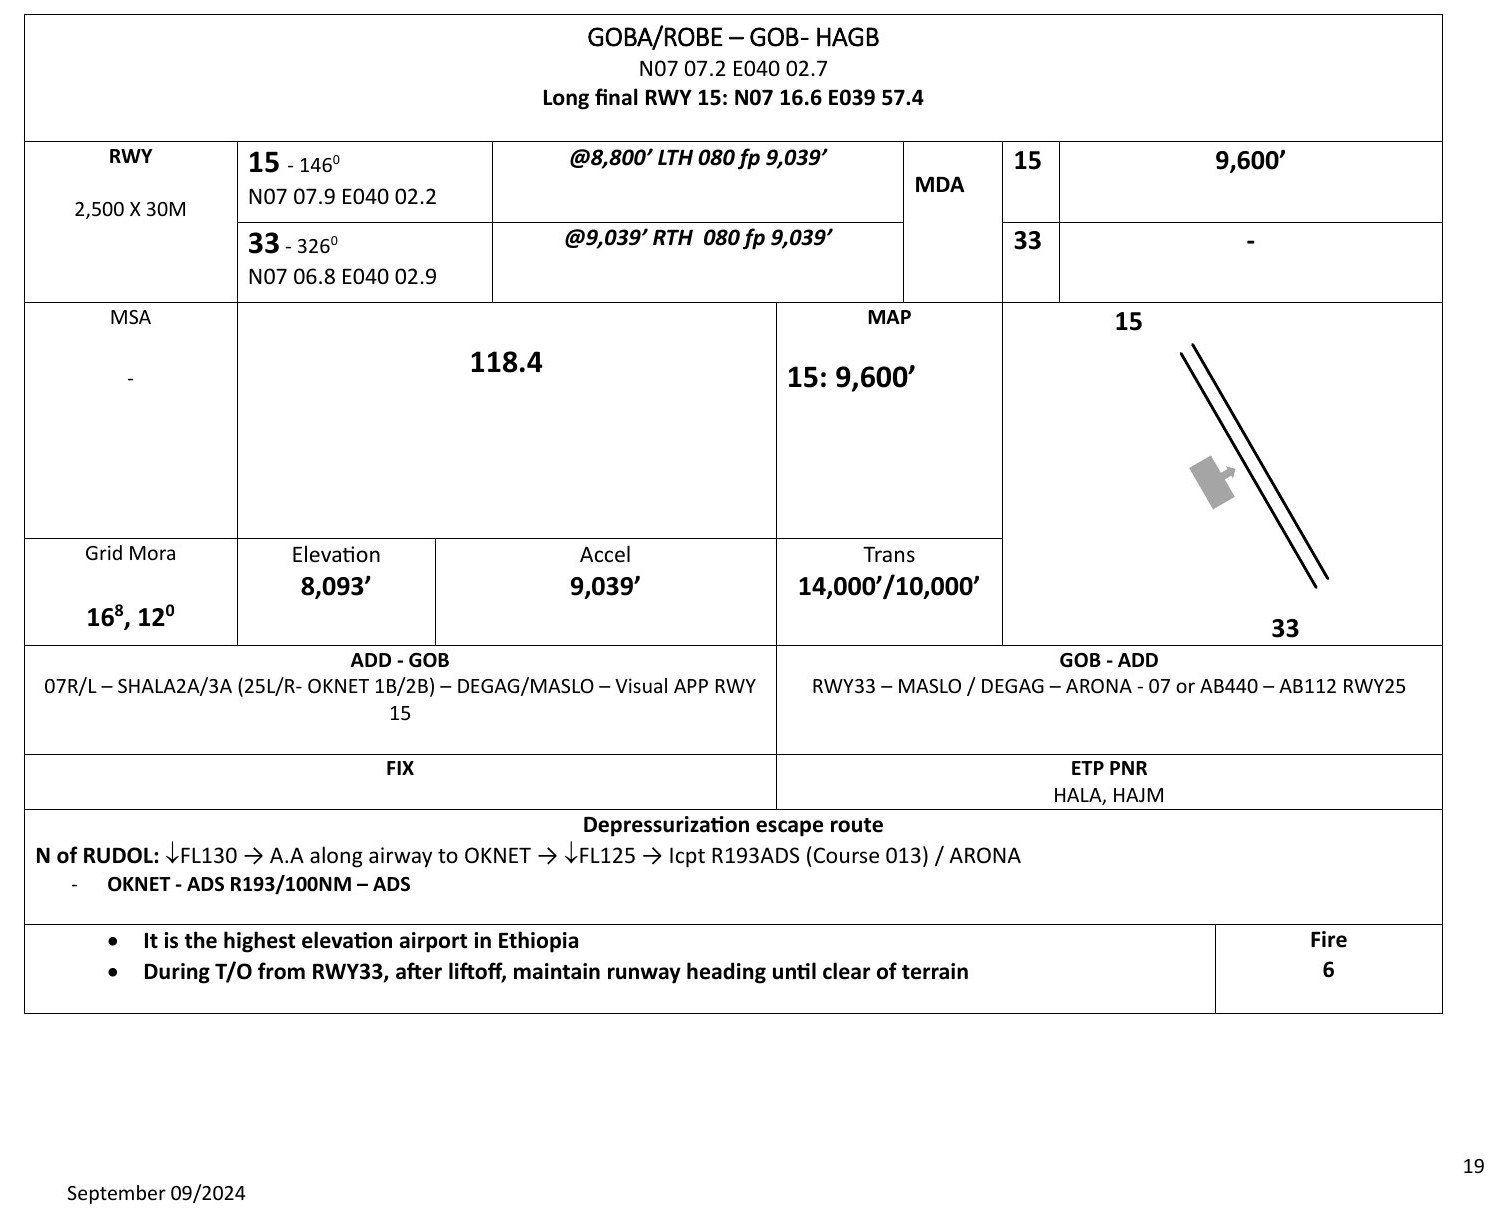 GOBA/ROBE – GOB- HAGB
N07 07.2 E040 02.7
Long final RWY 15: N07 16.6 E039 57.4
RWY
2,500 X 30M
15 - 146⁰
N07 07.9 E040 02.2
@8,800’ LTH 080 fp 9,039’
33 - 326⁰
N07 06.8 E040 02.9
@9,039’ RTH 080 fp 9,039’
MDA
15
9,600’
33
-
MSA
-
118.4
MAP
15: 9,600’
15
33
Grid Mora
16⁸, 12⁰
Elevation
8,093’
Accel
9,039’
Trans
14,000’/10,000’
ADD - GOB
07R/L – SHALA2A/3A (25L/R- OKNET 1B/2B) – DEGAG/MASLO – Visual APP RWY
15
GOB - ADD
RWY33 – MASLO / DEGAG – ARONA - 07 or AB440 – AB112 RWY25
FIX
ETP PNR
HALA, HAJM
Depressurization escape route
N of RUDOL: ↓FL130 → A.A along airway to OKNET → ↓FL125 → Icpt R193ADS (Course 013) / ARONA
- OKNET - ADS R193/100NM – ADS
• It is the highest elevation airport in Ethiopia
• During T/O from RWY33, after liftoff, maintain runway heading until clear of terrain
Fire
6
19
September 09/2024